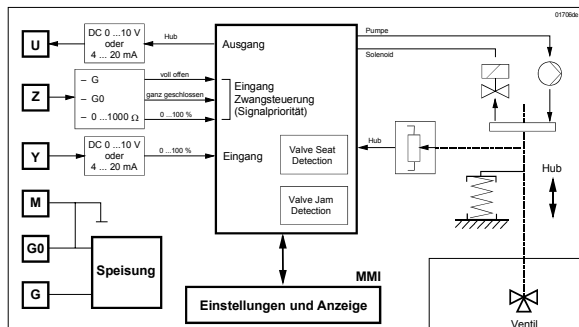 01706de
U
DC 0 ...10 V
oder
4 ... 20 mA
Hub
Ausgang
Pumpe
Solenoid
Z
– G
– G0
– 0 ...1000 Ω
voll offen
ganz geschlossen
0 ...100 %
Eingang
Zwangsteuerung
(Signalpriorität)
Y
DC 0 ...10 V
oder
4 ... 20 mA
0 ...100 %
Eingang
Valve Seat
Detection
Valve Jam
Detection
Hub
Hub
M
G0
G
Speisung
MMI
Einstellungen und Anzeige
Ventil